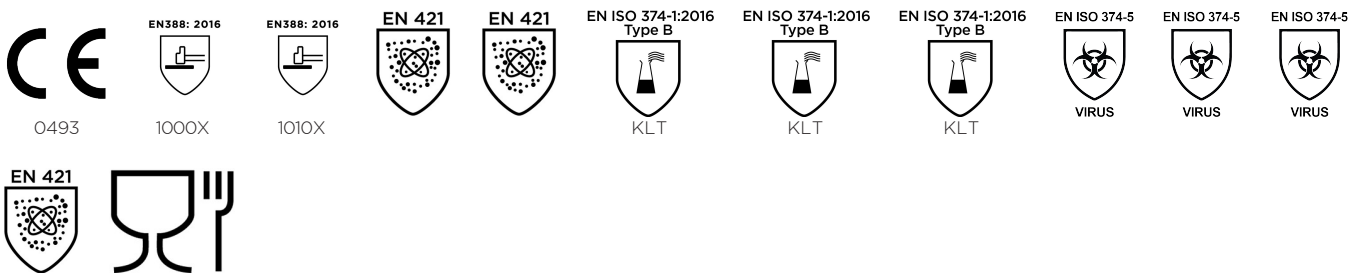 CE
0493
EN388: 2016
1000X
EN388: 2016
1010X
EN 421
EN 421
EN ISO 374-1:2016
Type B
KLT
EN ISO 374-1:2016
Type B
KLT
EN ISO 374-1:2016
Type B
KLT
EN ISO 374-5
VIRUS
EN ISO 374-5
VIRUS
EN ISO 374-5
VIRUS
EN 421